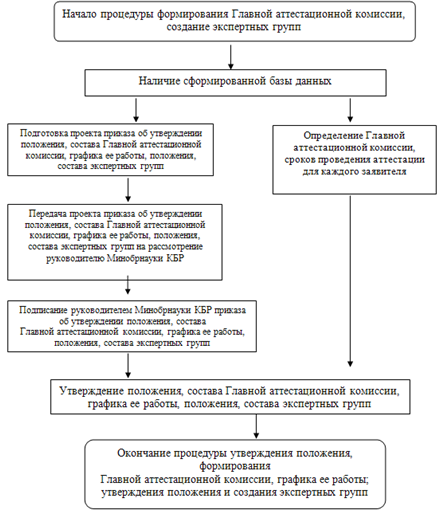 Начало процедуры формирования Главной аттестационной комиссии,
создание экспертных групп
Наличие сформированной базы данных
Подготовка проекта приказа об утверждении
положения, состава Главной аттестационной
комиссии, графика ее работы, положения,
состава экспертных групп
Определение Главной
аттестационной комиссии,
сроков проведения аттестации
для каждого заявителя
Передача проекта приказа об утверждении
положения, состава Главной аттестационной
комиссии, графика ее работы, положения,
состава экспертных групп на рассмотрение
руководителю Минобрнауки КБР
Подписание руководителем Минобрнауки КБР приказа
об утверждении положения, состава
Главной аттестационной комиссии, графика ее работы,
положения, состава экспертных групп
Утверждение положения, состава Главной аттестационной комиссии,
графика ее работы, положения, состава экспертных групп
Окончание процедуры утверждения положения,
формирования
Главной аттестационной комиссии, графика ее работы;
утверждения положения и создания экспертных групп